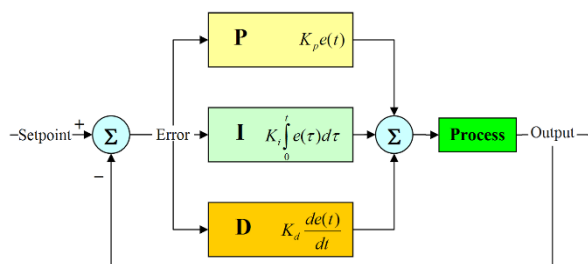 P K_p e(t)
Setpoint + Σ Error I K_i ∫_0^t e(τ)dτ Σ Process Output
−
D K_d de(t)/dt